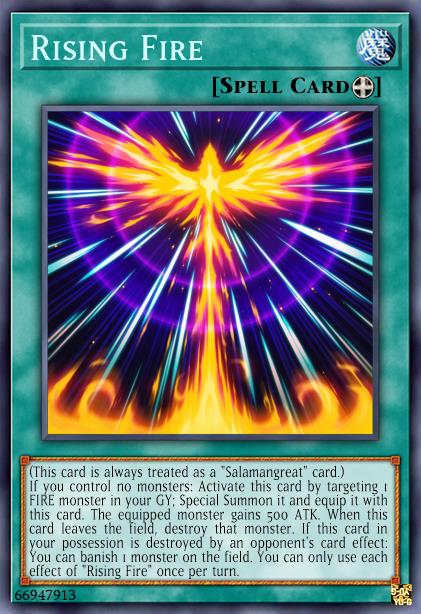 Rising Fire
[Spell Card]
(This card is always treated as a "Salamangreat" card.)
If you control no monsters: Activate this card by targeting 1
FIRE monster in your GY; Special Summon it and equip it with
this card. The equipped monster gains 500 ATK. When this
card leaves the field, destroy that monster. If this card in
your possession is destroyed by an opponent's card effect:
You can banish 1 monster on the field. You can only use each
effect of "Rising Fire" once per turn.
66947913